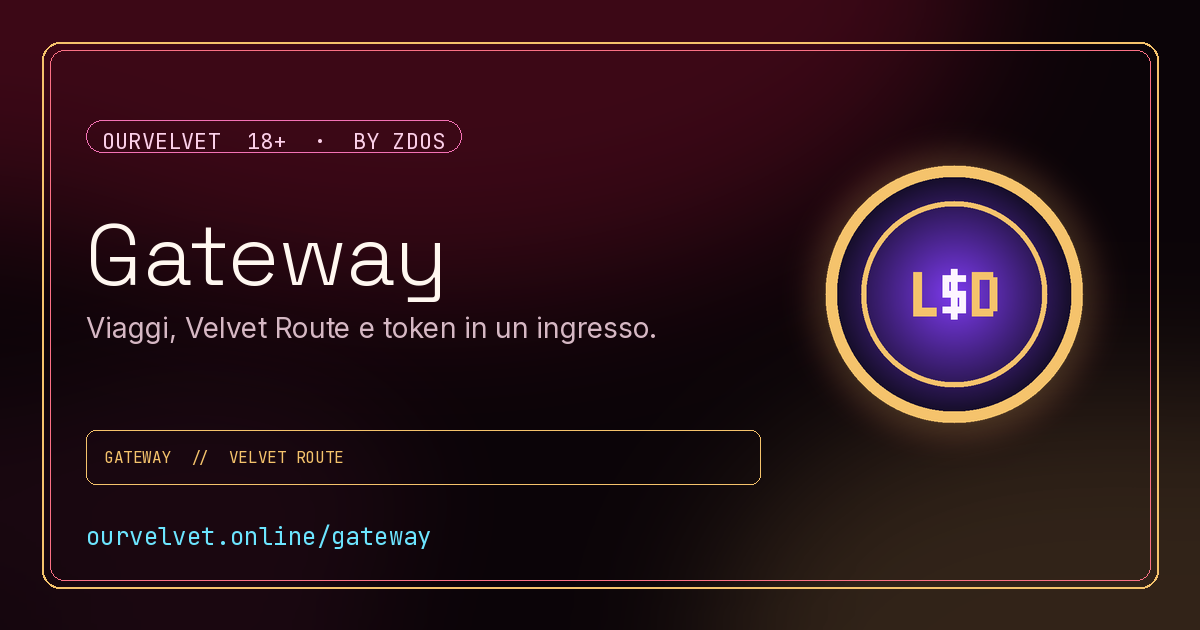 OURVELVET 18+ · BY ZDOS
Gateway
Viaggi, Velvet Route e token in un ingresso.
L$D
GATEWAY // VELVET ROUTE
ourvelvet.online/gateway